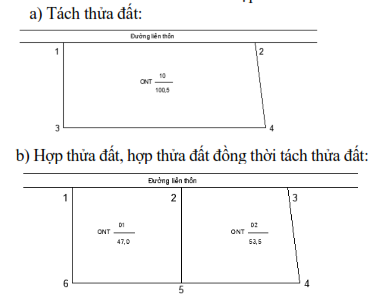 a) Tách thửa đất:
Đường liên thôn
1
2
ONT 10
100,5
3
4
b) Hợp thửa đất, hợp thửa đất đồng thời tách thửa đất:
Đường liên thôn
1
2
3
ONT 01
47,0
ONT 02
53,5
6
5
4